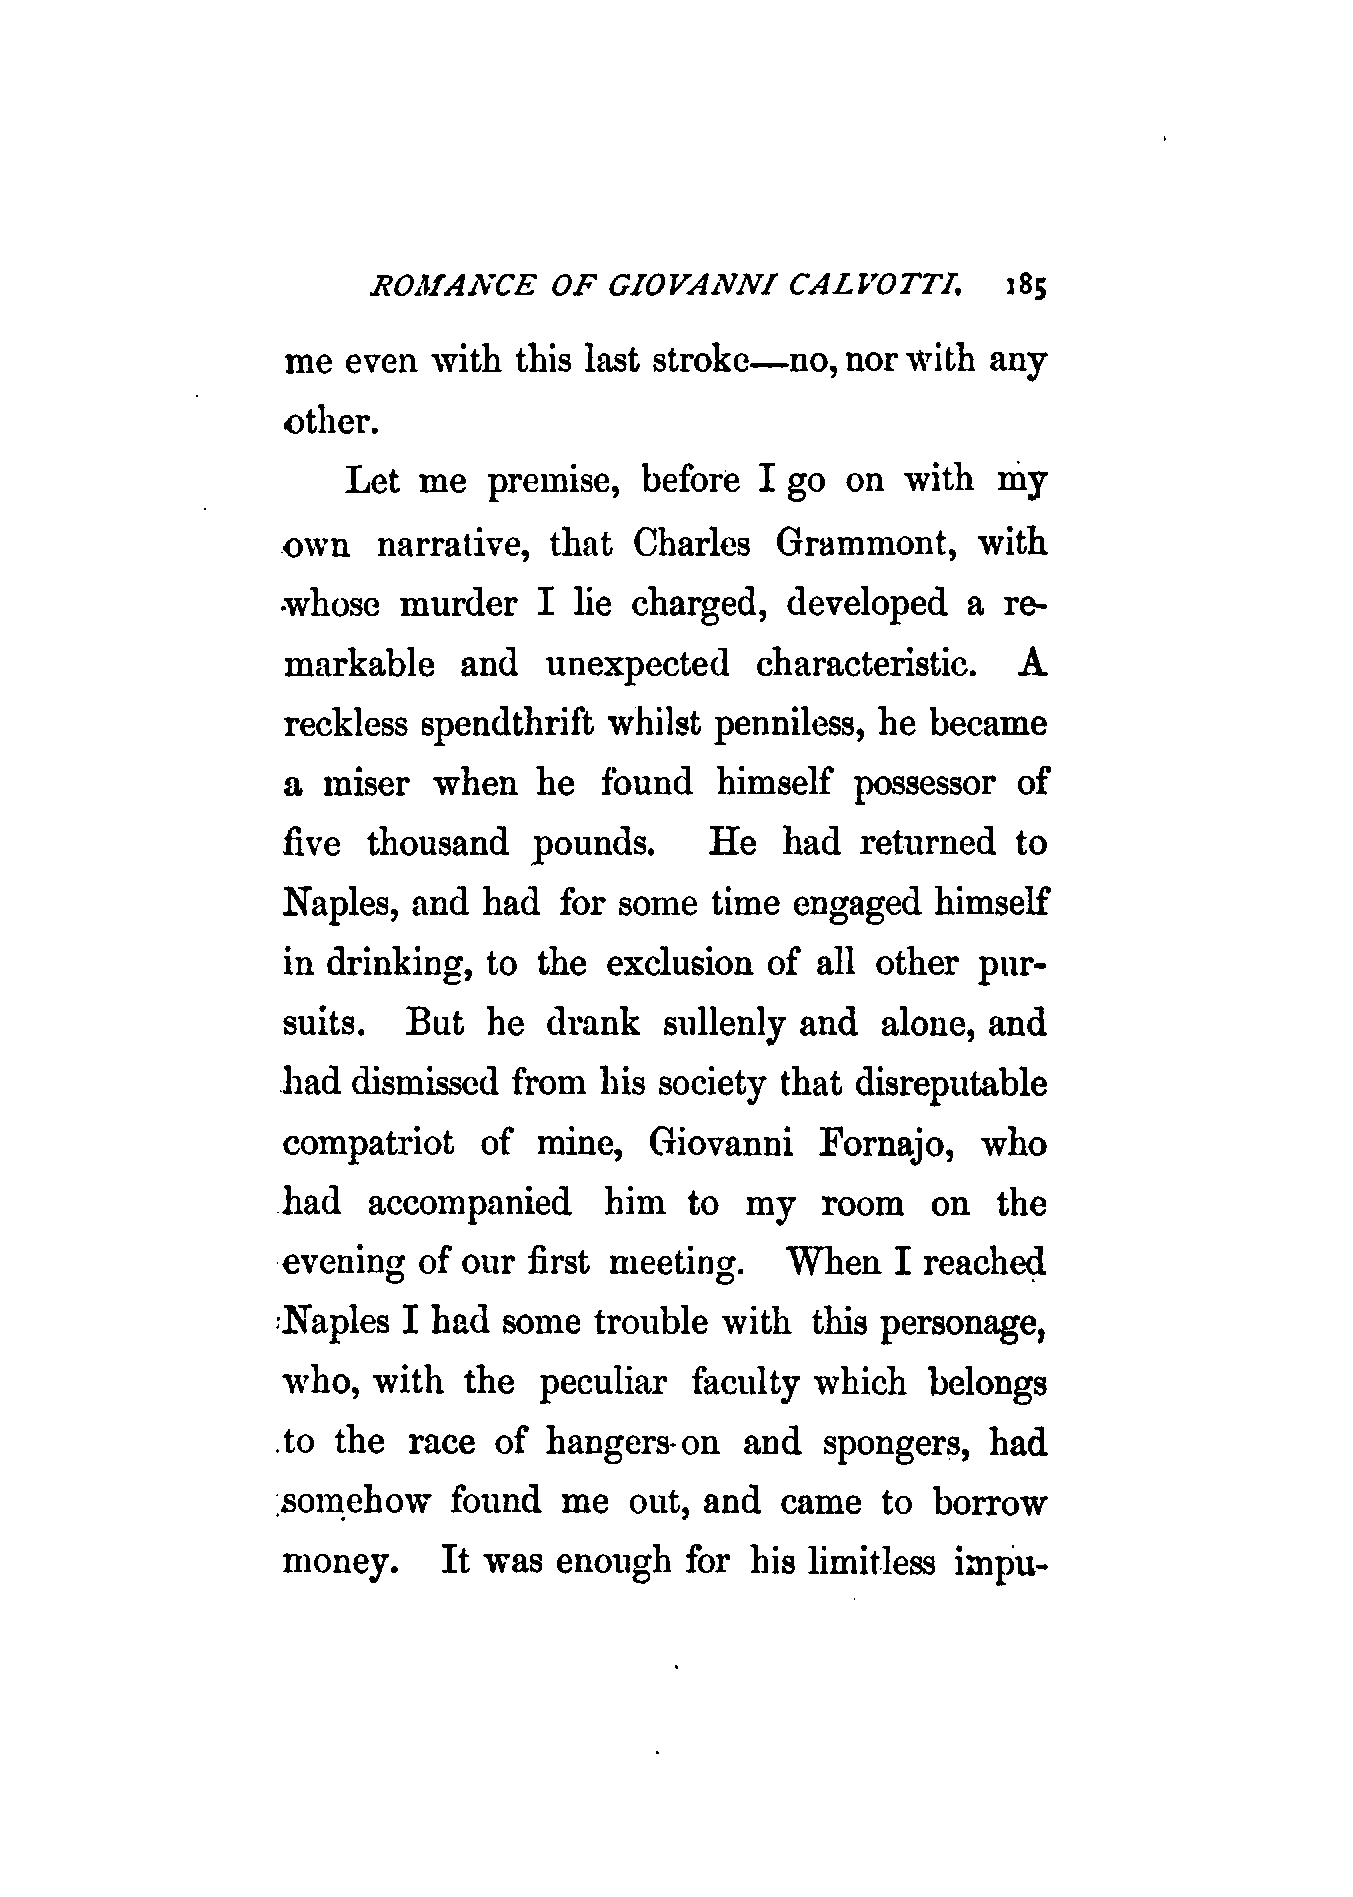 ROMANCE OF GIOVANNI CALVOTTI. 185
me even with this last stroke—no, nor with any
other.
Let me premise, before I go on with my
own narrative, that Charles Grammont, with
whose murder I lie charged, developed a re-
markable and unexpected characteristic. A
reckless spendthrift whilst penniless, he became
a miser when he found himself possessor of
five thousand pounds. He had returned to
Naples, and had for some time engaged himself
in drinking, to the exclusion of all other pur-
suits. But he drank sullenly and alone, and
had dismissed from his society that disreputable
compatriot of mine, Giovanni Fornajo, who
had accompanied him to my room on the
evening of our first meeting. When I reached
Naples I had some trouble with this personage,
who, with the peculiar faculty which belongs
to the race of hangers-on and spongers, had
somehow found me out, and came to borrow
money. It was enough for his limitless impu-